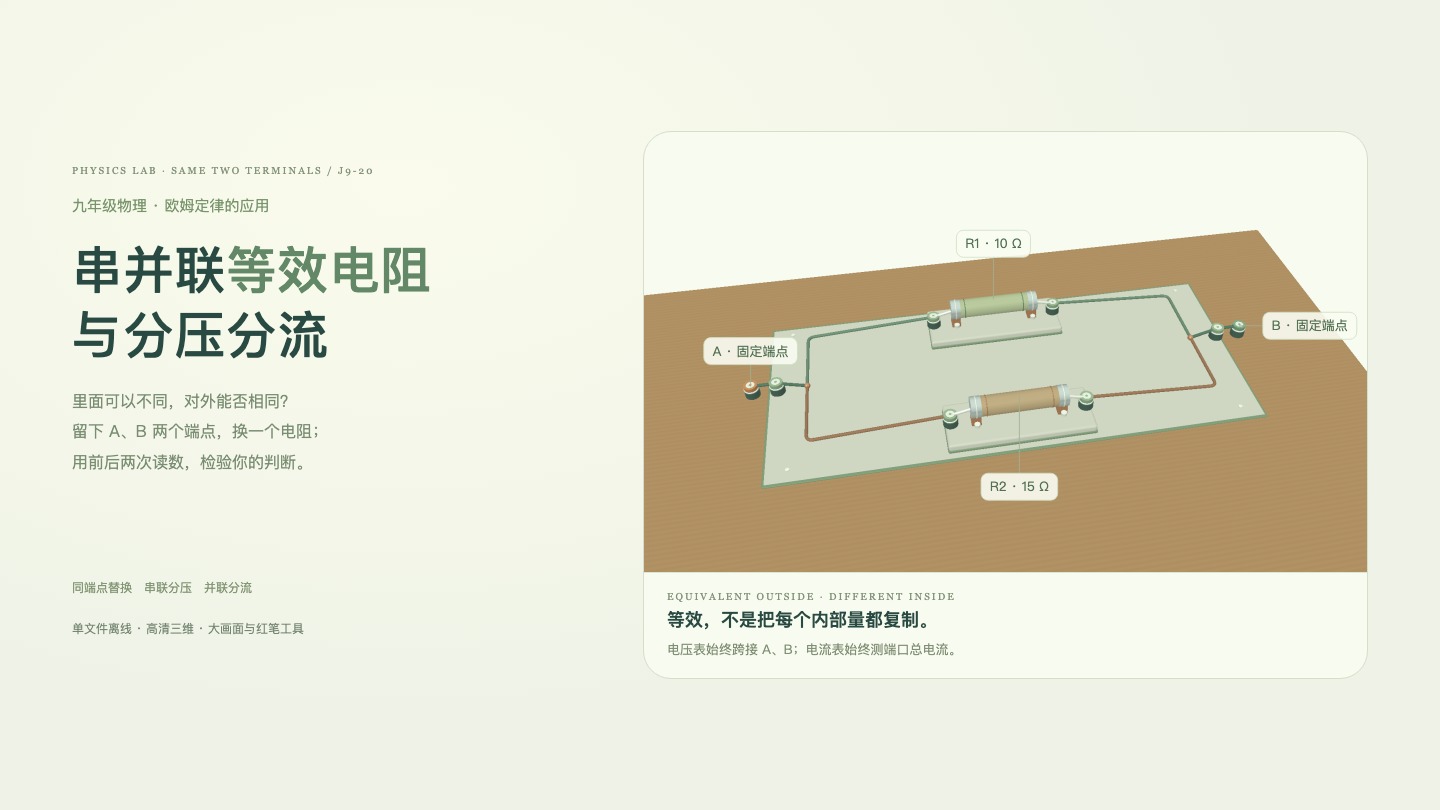 PHYSICS LAB · SAME TWO TERMINALS / J9-20
九年级物理 · 欧姆定律的应用
串并联等效电阻
与分压分流
里面可以不同，对外能否相同？
留下 A、B 两个端点，换一个电阻；
用前后两次读数，检验你的判断。
同端点替换 串联分压 并联分流
单文件离线 · 高清三维 · 大画面与红笔工具
R1 · 10 Ω
A · 固定端点
B · 固定端点
R2 · 15 Ω
EQUIVALENT OUTSIDE · DIFFERENT INSIDE
等效，不是把每个内部量都复制。
电压表始终跨接 A、B；电流表始终测端口总电流。